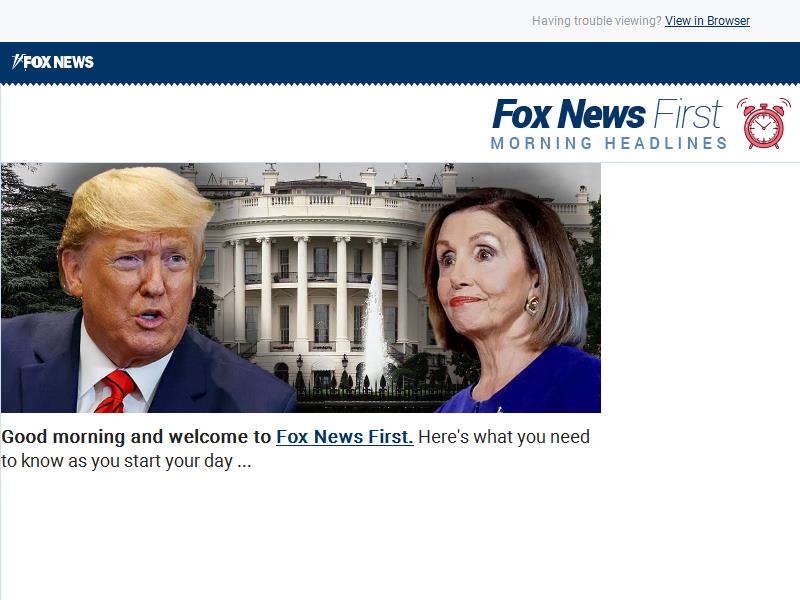 Having trouble viewing? View in Browser
FOX NEWS
Fox News First
MORNING HEADLINES
Good morning and welcome to Fox News First. Here's what you need
to know as you start your day ...